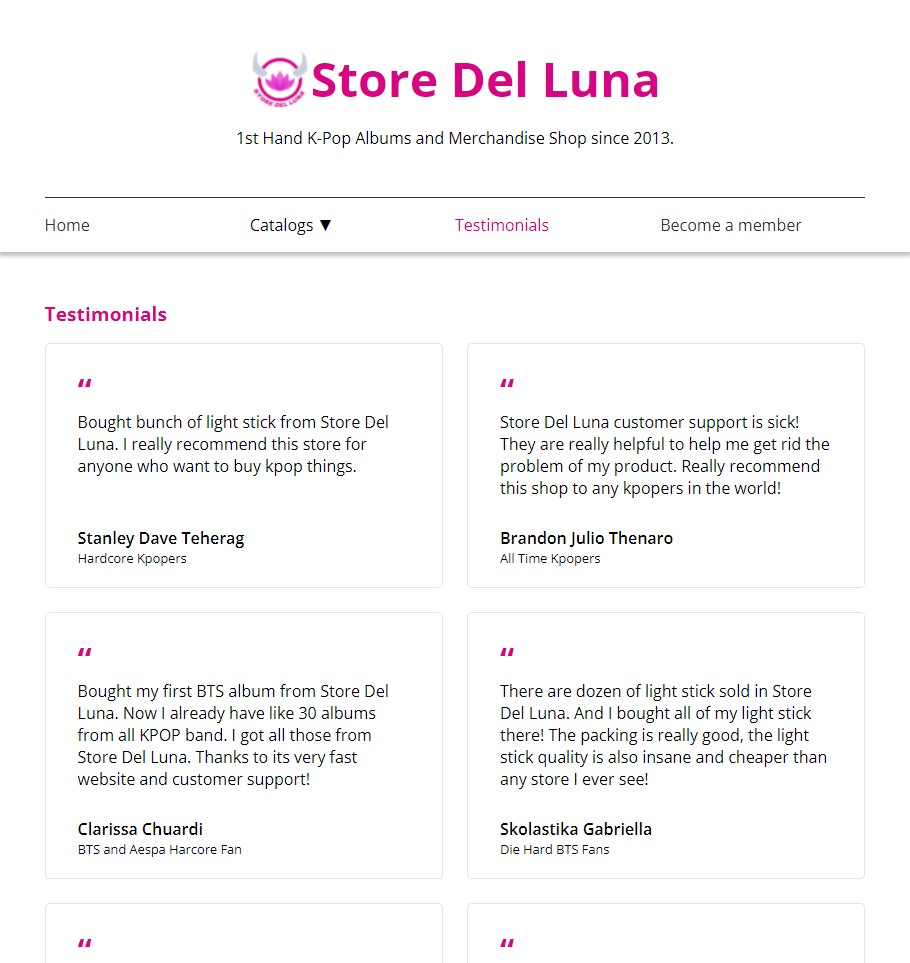 STORE DEL LUNA
Store Del Luna
1st Hand K-Pop Albums and Merchandise Shop since 2013.
Home
Catalogs ▼
Testimonials
Become a member
Testimonials
“
Bought bunch of light stick from Store Del
Luna. I really recommend this store for
anyone who want to buy kpop things.
Stanley Dave Teherag
Hardcore Kpopers
“
Store Del Luna customer support is sick!
They are really helpful to help me get rid the
problem of my product. Really recommend
this shop to any kpopers in the world!
Brandon Julio Thenaro
All Time Kpopers
“
Bought my first BTS album from Store Del
Luna. Now I already have like 30 albums
from all KPOP band. I got all those from
Store Del Luna. Thanks to its very fast
website and customer support!
Clarissa Chuardi
BTS and Aespa Harcore Fan
“
There are dozen of light stick sold in Store
Del Luna. And I bought all of my light stick
there! The packing is really good, the light
stick quality is also insane and cheaper than
any store I ever see!
Skolastika Gabriella
Die Hard BTS Fans
“
“